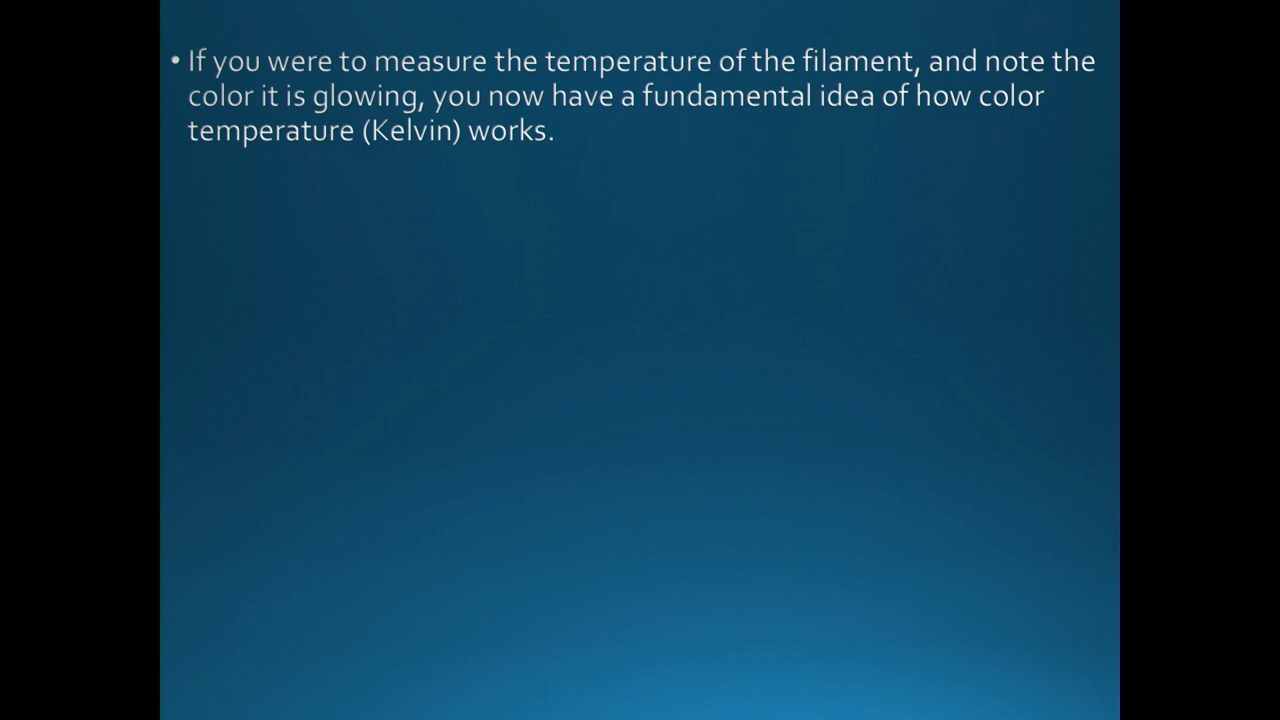 • If you were to measure the temperature of the filament, and note the
color it is glowing, you now have a fundamental idea of how color
temperature (Kelvin) works.